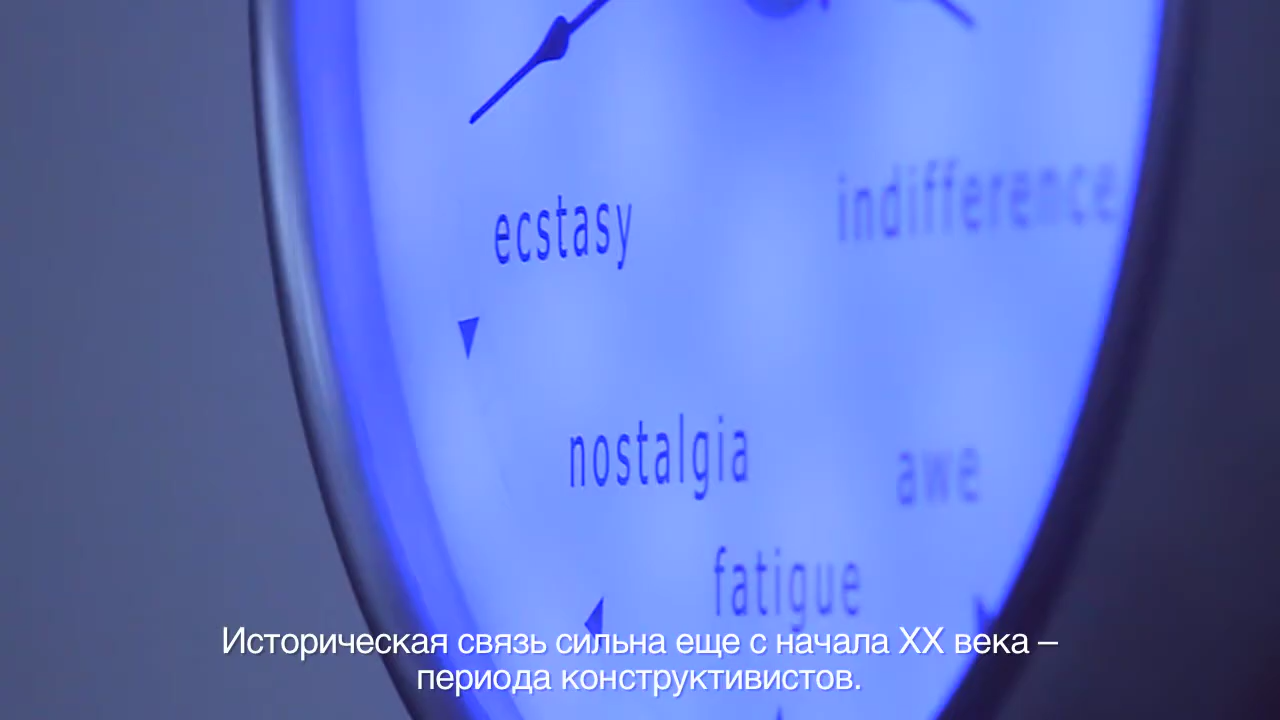 ecstasy
indifference
nostalgia
awe
fatigue
Историческая связь сильна еще с начала XX века –
периода конструктивистов.